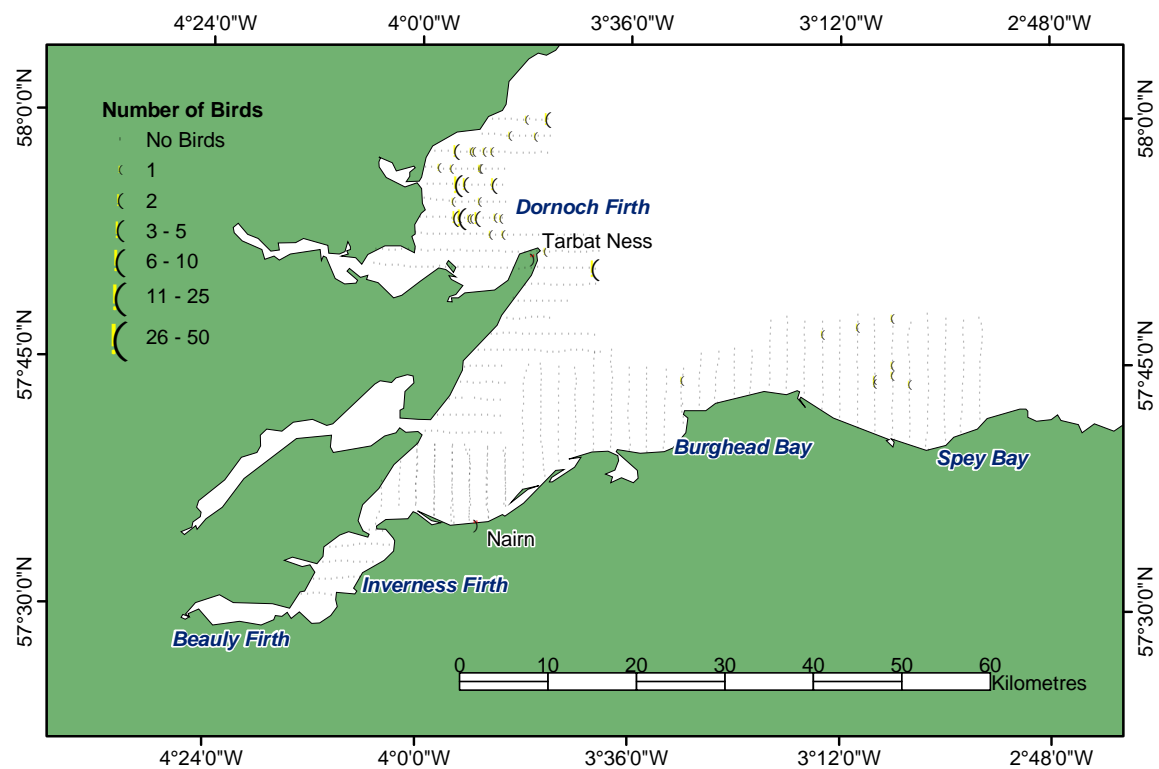 4°24'0"W 4°0'0"W 3°36'0"W 3°12'0"W 2°48'0"W
58°0'0"N
58°0'0"N
Number of Birds
No Birds
1
2
3 - 5
6 - 10
11 - 25
26 - 50
Dornoch Firth
Tarbat Ness
57°45'0"N
57°45'0"N
Burghead Bay
Spey Bay
Nairn
Inverness Firth
57°30'0"N
57°30'0"N
Beauly Firth
0 10 20 30 40 50 60
Kilometres
4°24'0"W 4°0'0"W 3°36'0"W 3°12'0"W 2°48'0"W